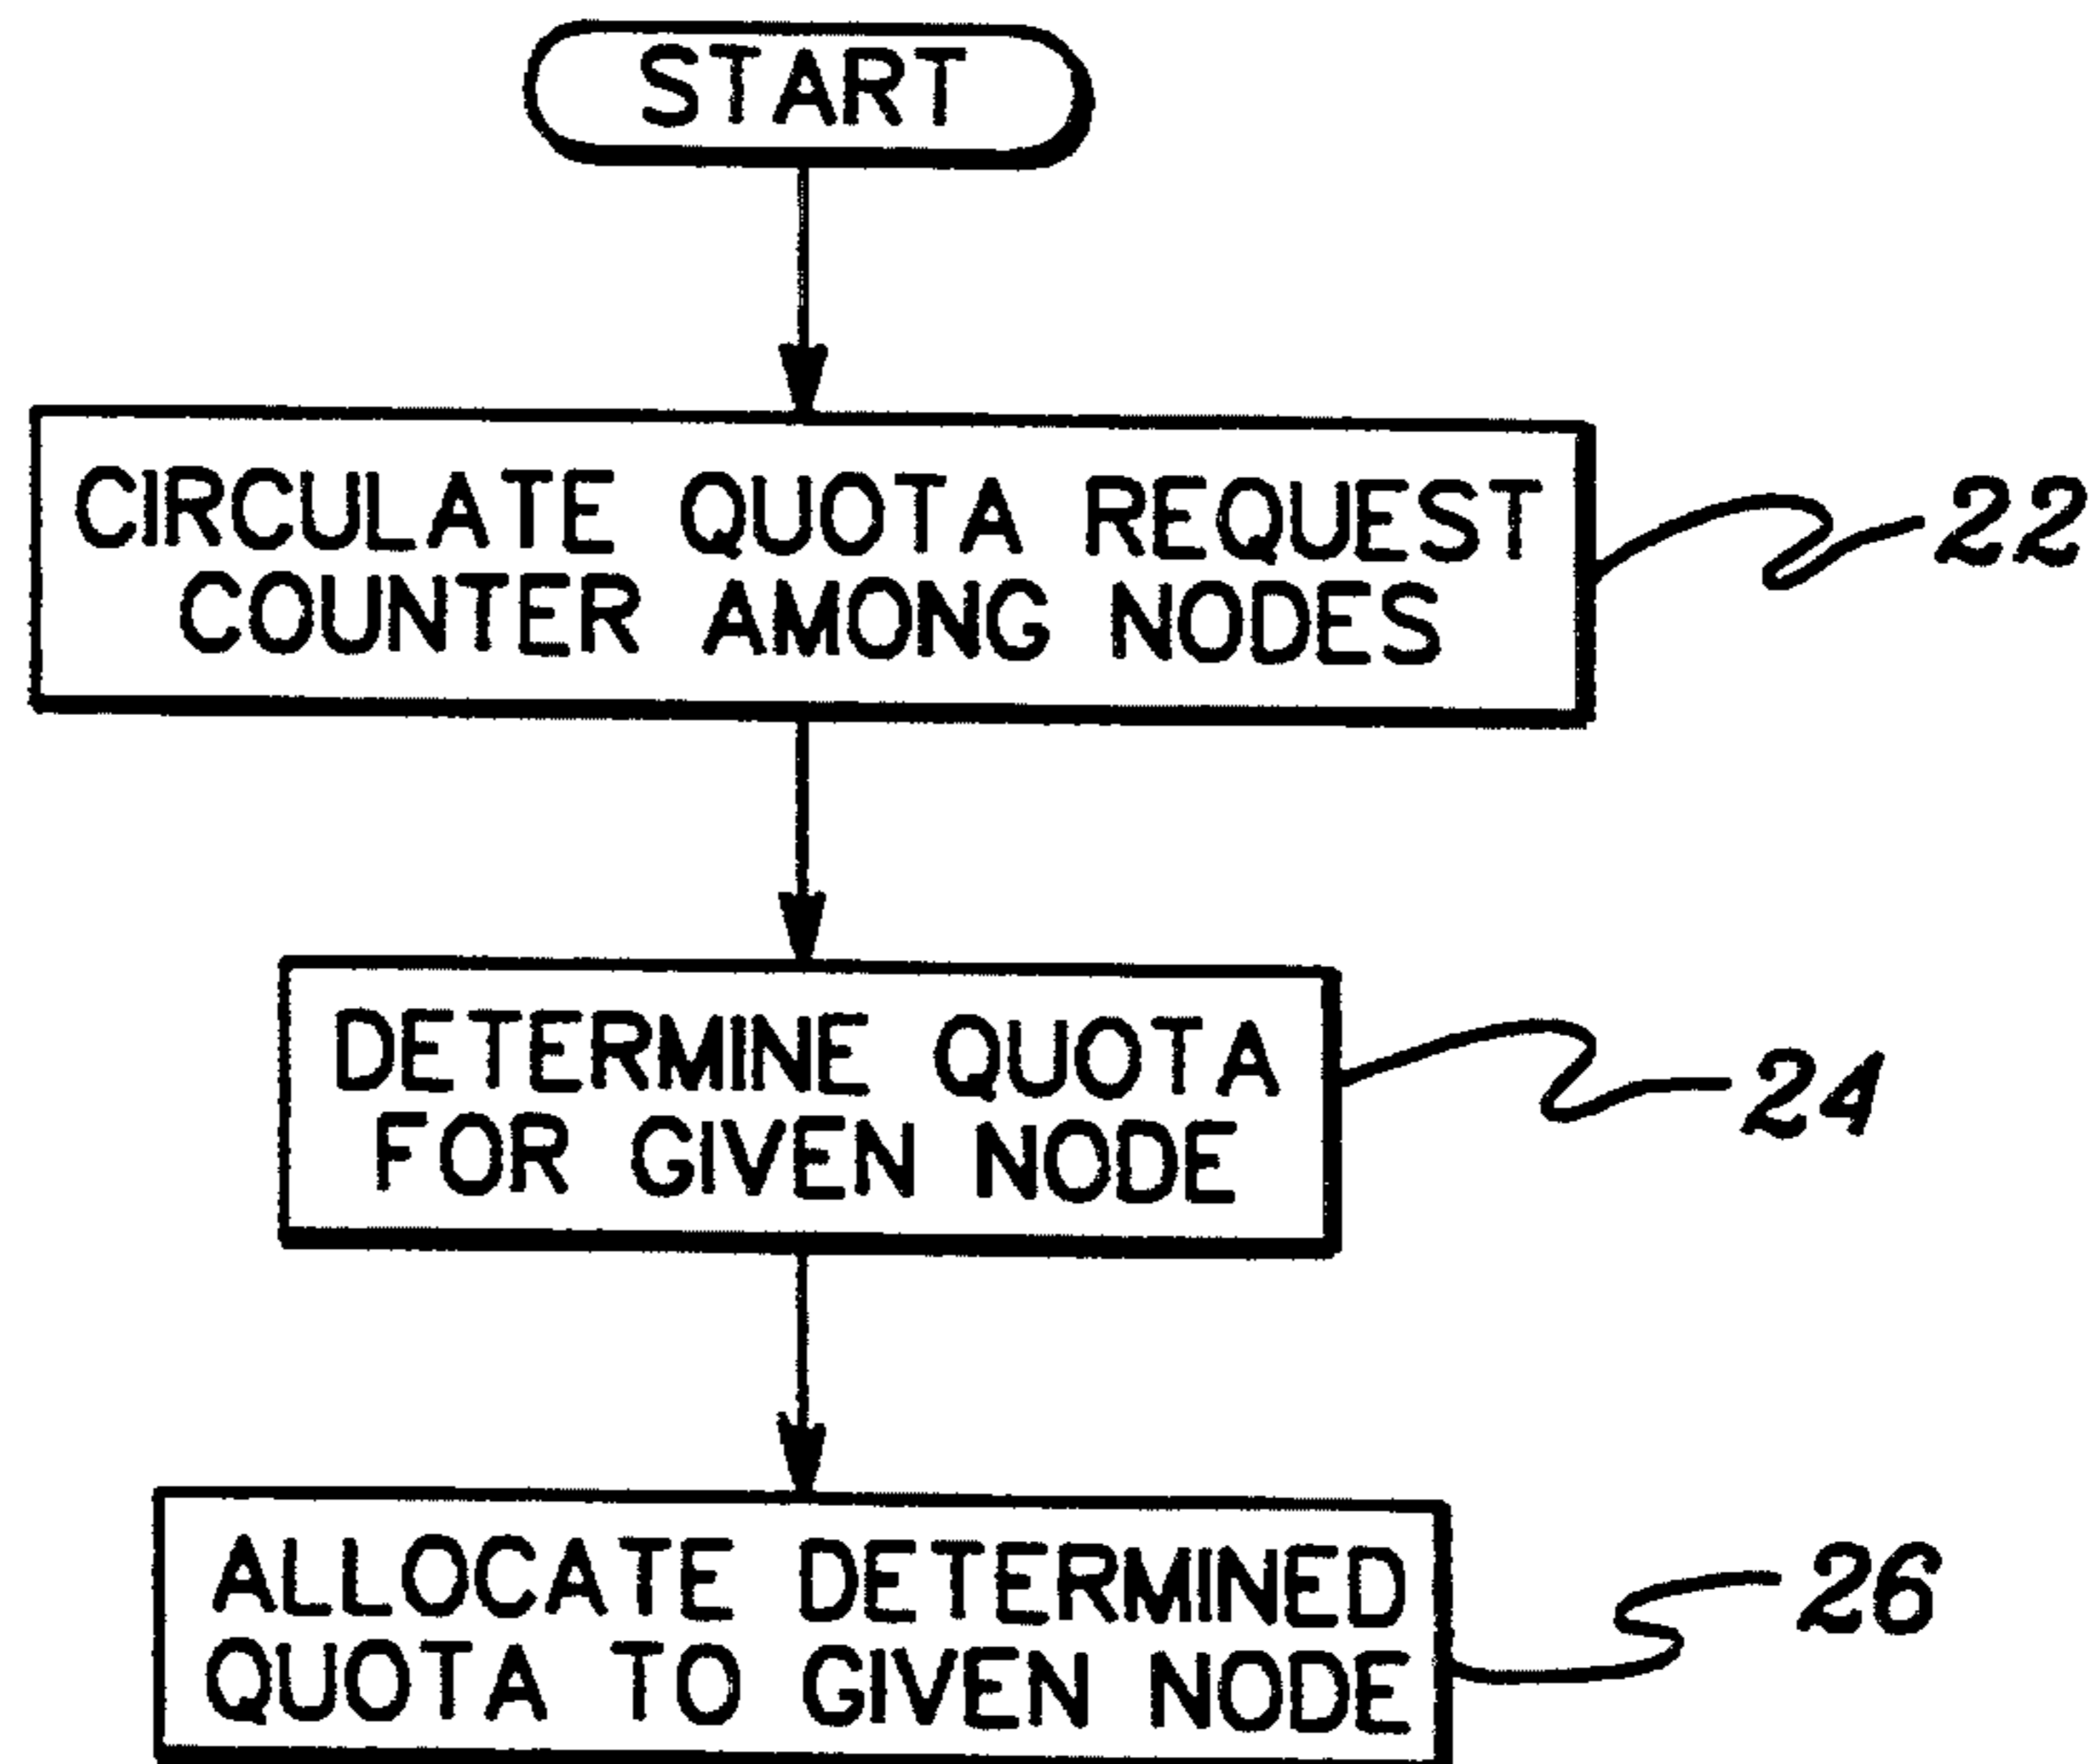 START
CIRCULATE QUOTA REQUEST
COUNTER AMONG NODES
22
DETERMINE QUOTA
FOR GIVEN NODE
24
ALLOCATE DETERMINED
QUOTA TO GIVEN NODE
26